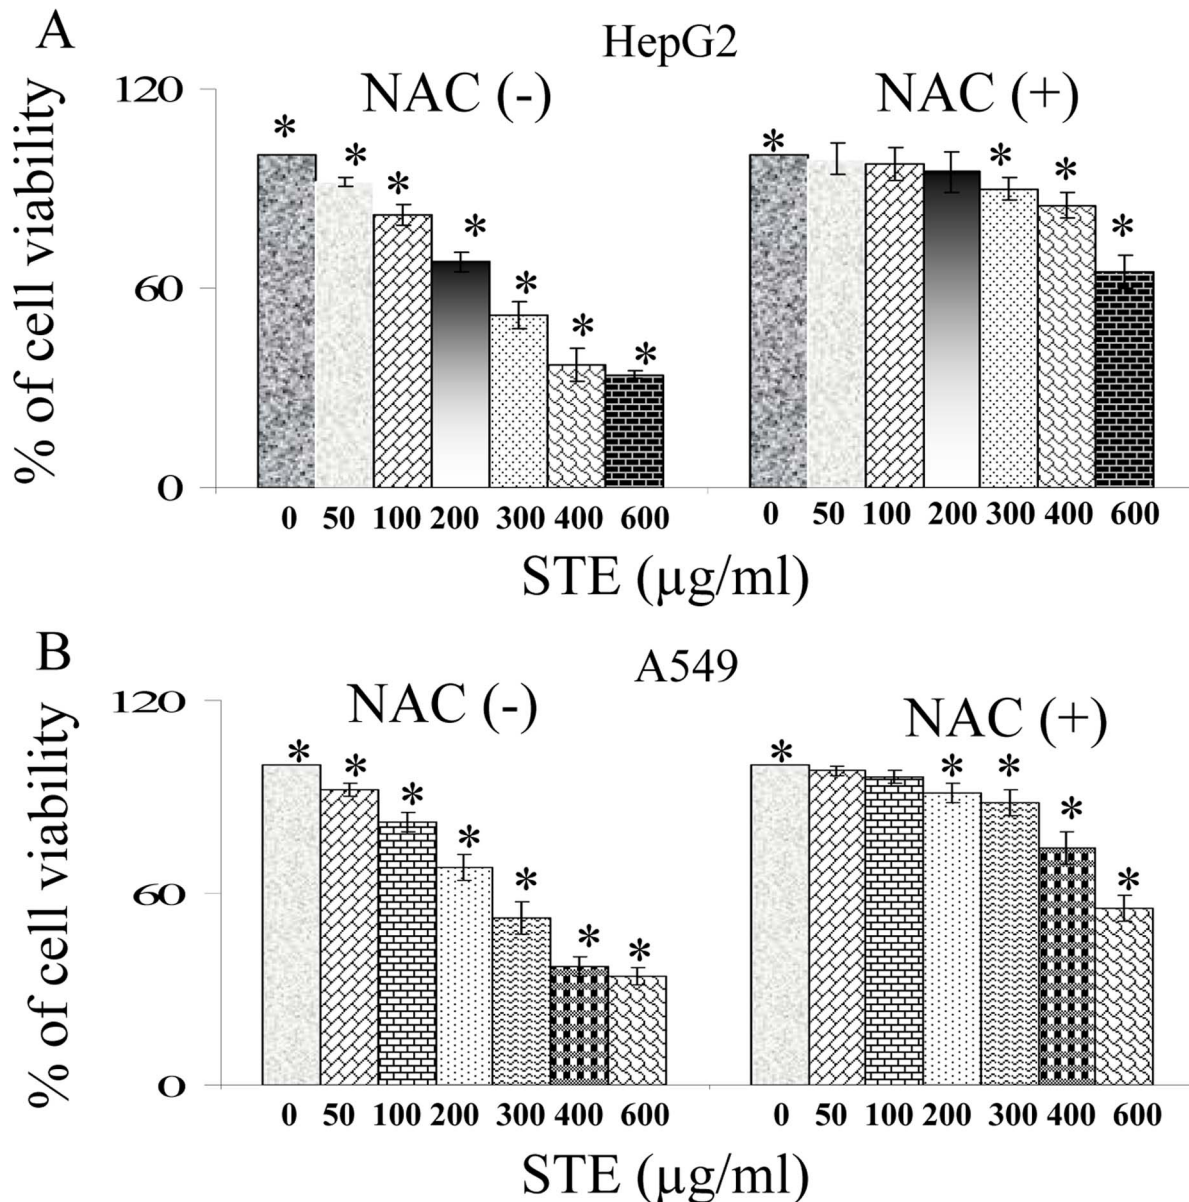 A
HepG2
% of cell viability
120
60
0
NAC (-)
NAC (+)
* * * * * * *
* * * *
0 50 100 200 300 400 600
0 50 100 200 300 400 600
STE (µg/ml)
B
A549
% of cell viability
120
60
0
NAC (-)
NAC (+)
* * * * * * *
* * * * *
0 50 100 200 300 400 600
0 50 100 200 300 400 600
STE (µg/ml)